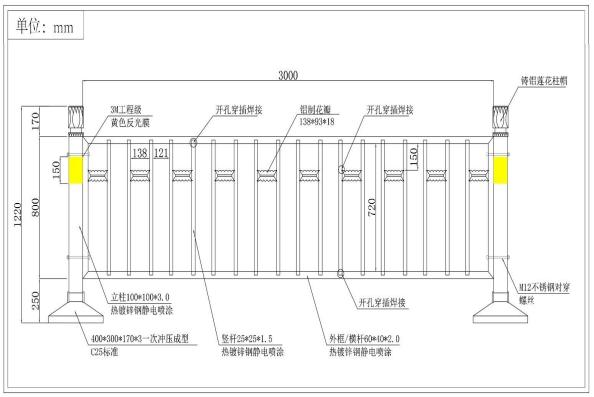 单位：mm
3000
铸铝莲花柱帽
3M工程级
黄色反光膜
开孔穿插焊接
铝制花瓣
138*93*18
开孔穿插焊接
170
150
138
121
150
1220
800
720
250
立柱100*100*3.0
热镀锌钢静电喷涂
M12不锈钢对穿
螺丝
开孔穿插焊接
400*300*170*3一次冲压成型
C25标准
竖杆25*25*1.5
热镀锌钢静电喷涂
外框/横杆60*40*2.0
热镀锌钢静电喷涂